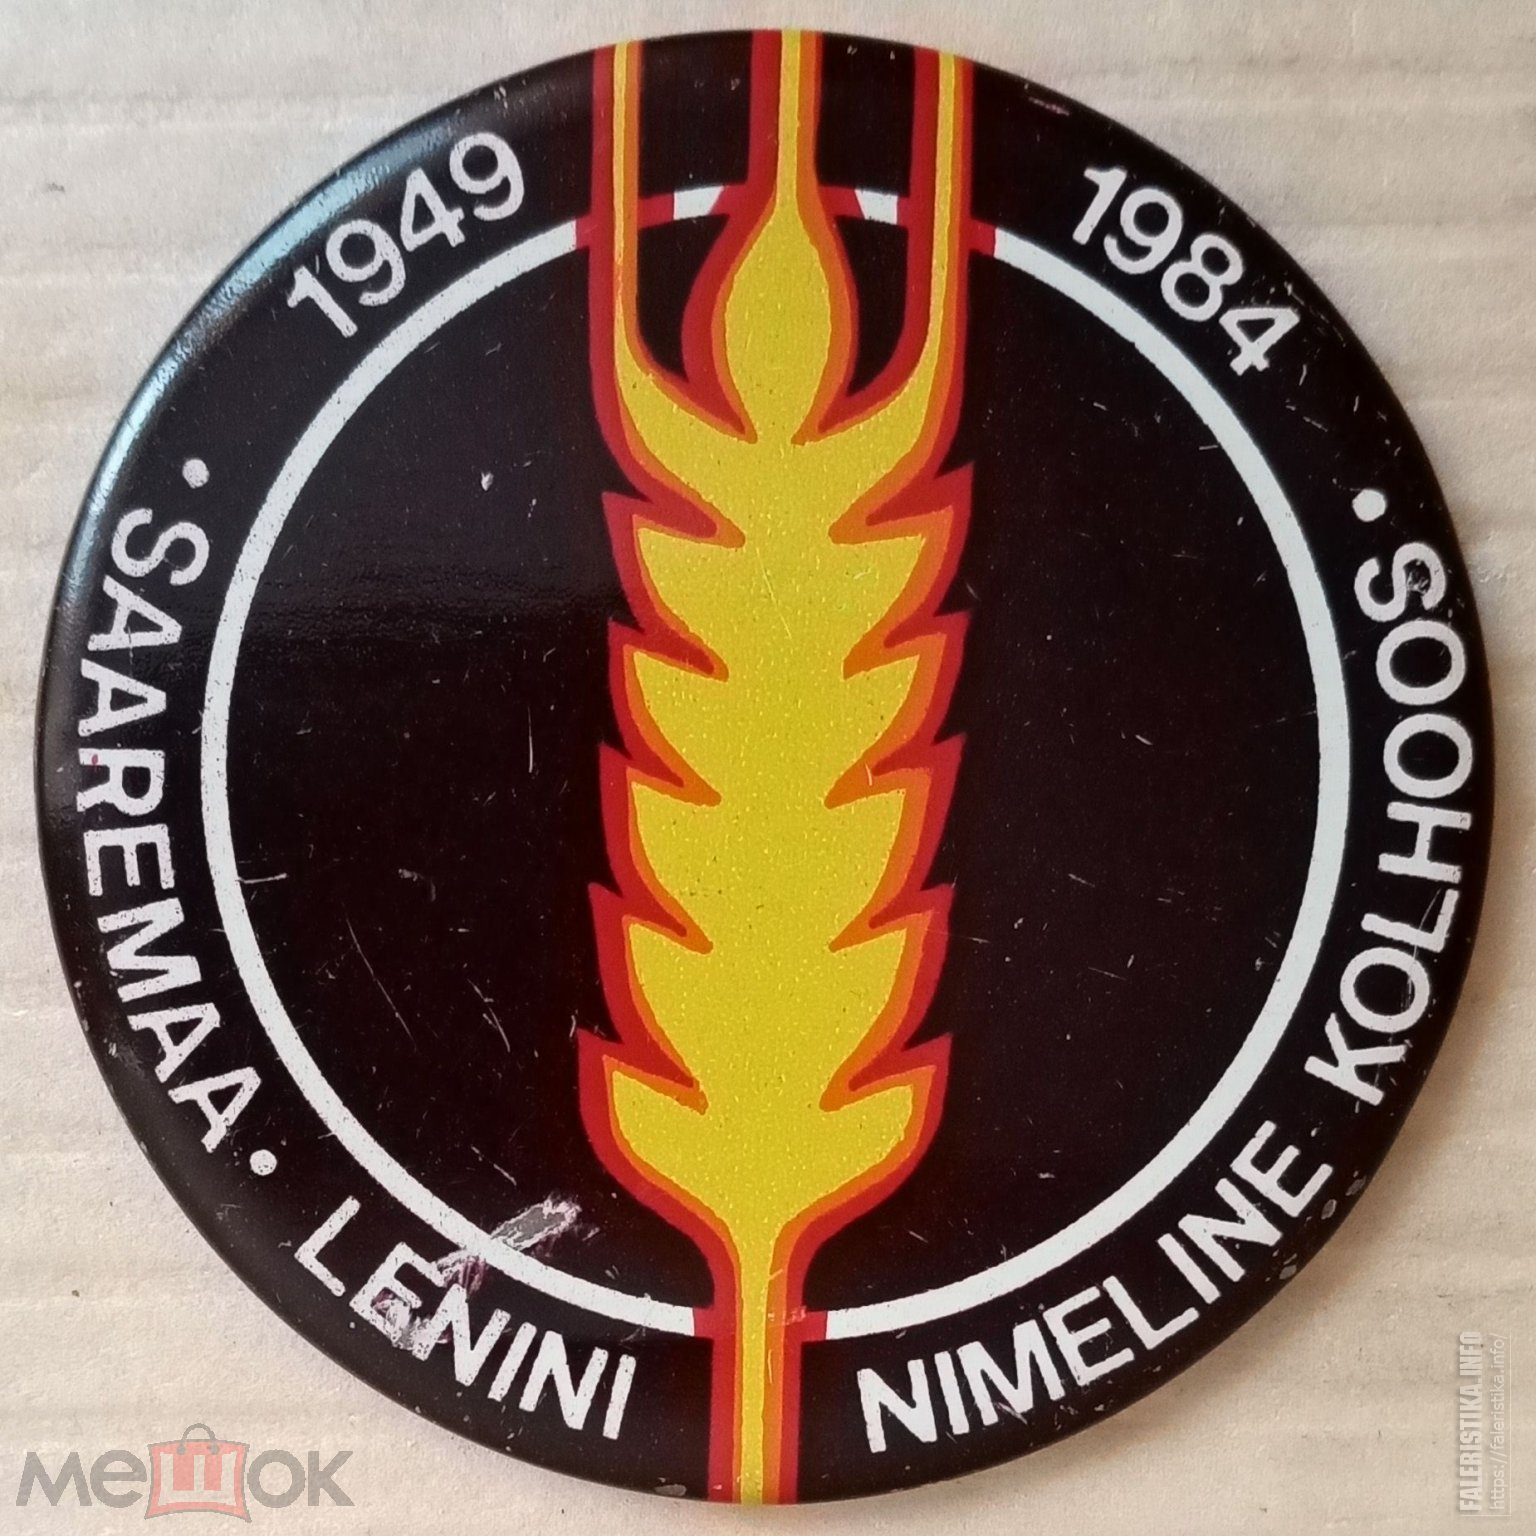 1949
1984
• SAAREMAA • LENINI NIMELINE KOLHOOS •
мешок
FALERISTIKA.INFO
https://faleristika.info/